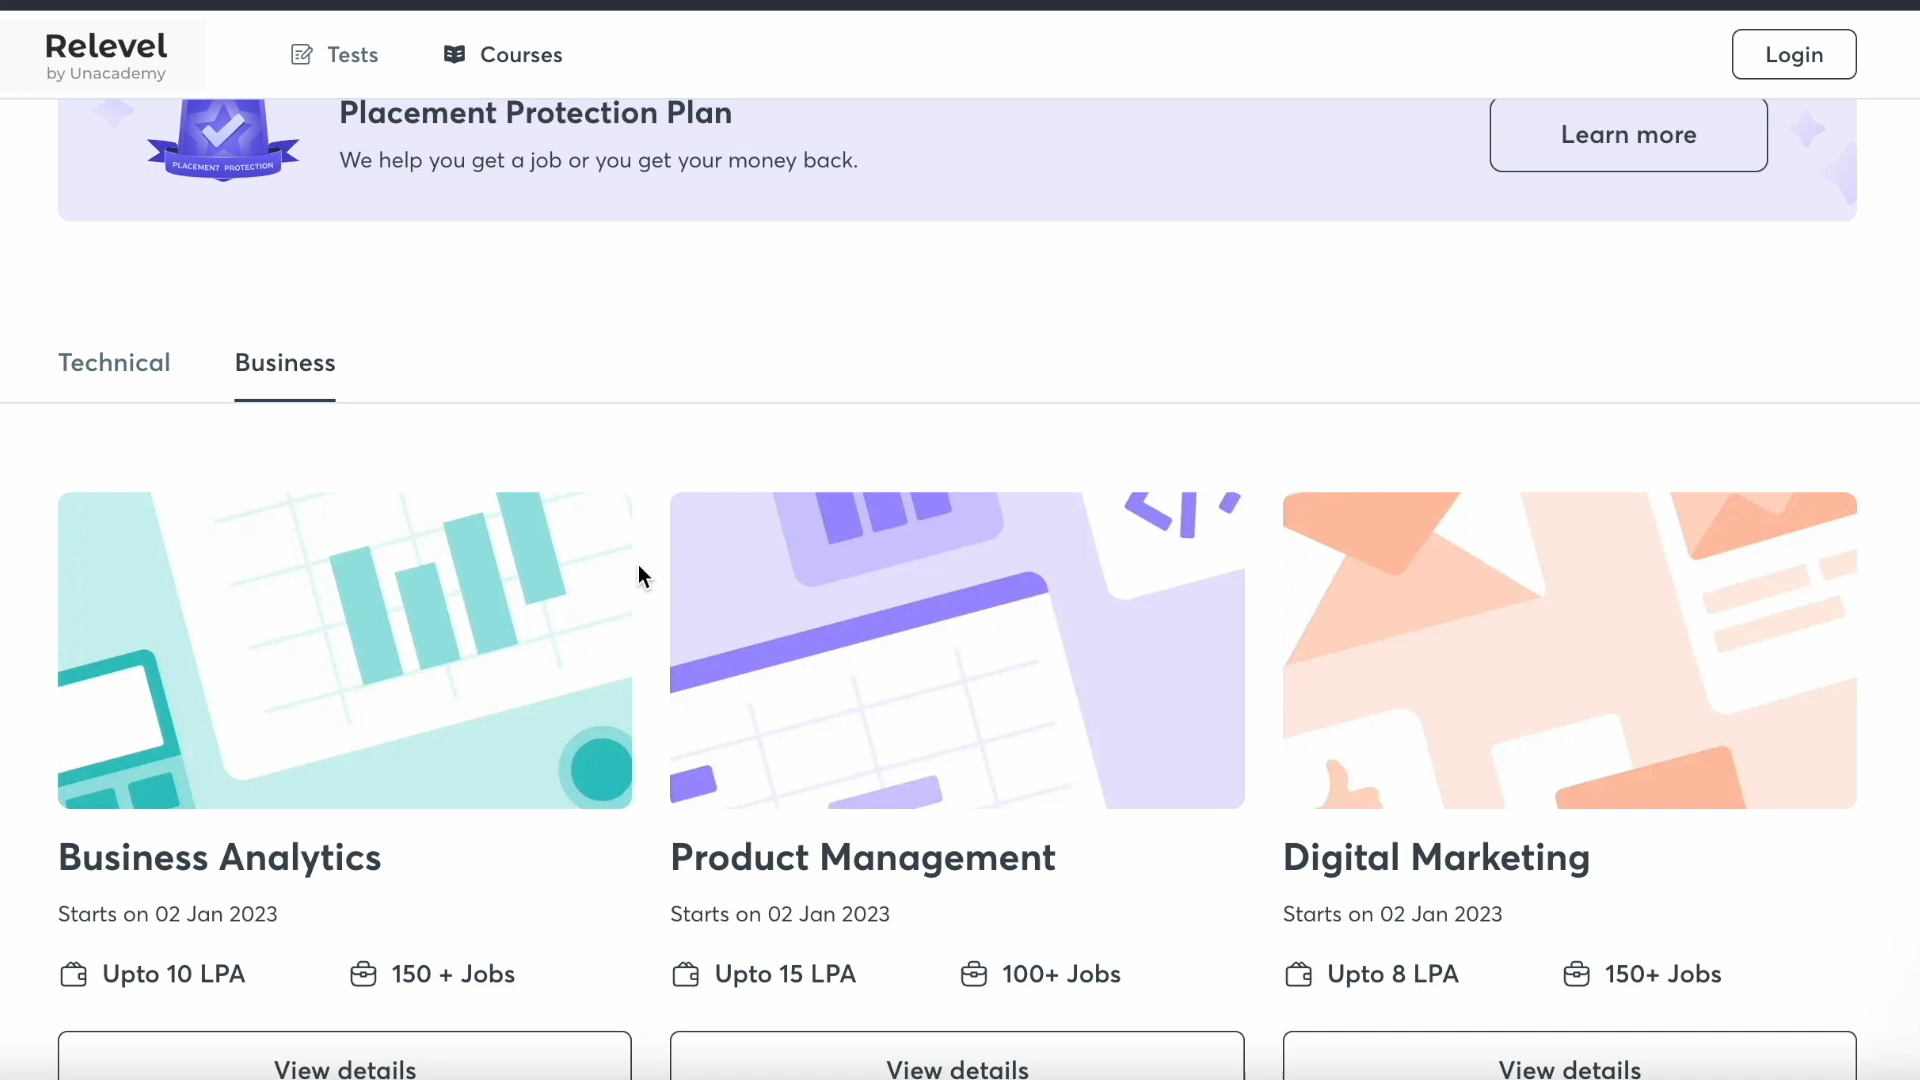 Relevel
by Unacademy
Tests
Courses
Login
PLACEMENT PROTECTION
Placement Protection Plan
We help you get a job or you get your money back.
Learn more
Technical
Business
Business Analytics
Starts on 02 Jan 2023
Upto 10 LPA
150 + Jobs
View details
Product Management
Starts on 02 Jan 2023
Upto 15 LPA
100+ Jobs
View details
Digital Marketing
Starts on 02 Jan 2023
Upto 8 LPA
150+ Jobs
View details